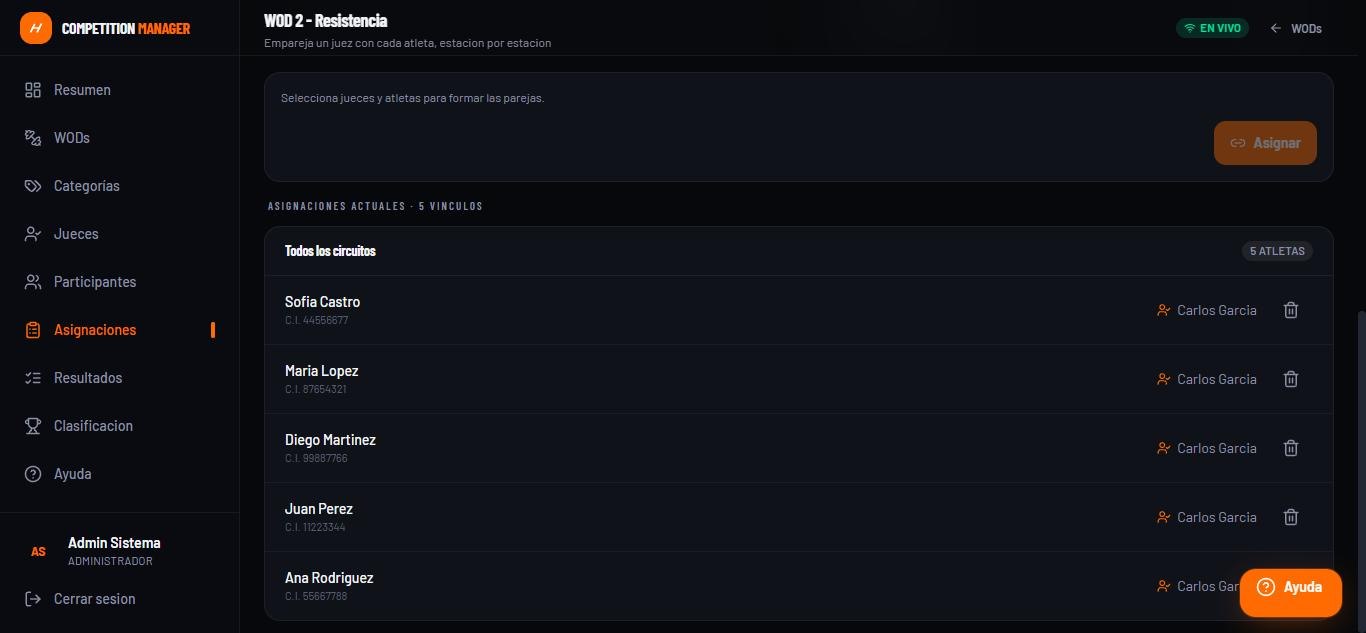 COMPETITION MANAGER
Resumen
WODs
Categorías
Jueces
Participantes
Asignaciones
Resultados
Clasificacion
Ayuda
AS
Admin Sistema
ADMINISTRADOR
Cerrar sesion
WOD 2 - Resistencia
Empareja un juez con cada atleta, estacion por estacion
EN VIVO
WODs
Selecciona jueces y atletas para formar las parejas.
Asignar
ASIGNACIONES ACTUALES · 5 VINCULOS
Todos los circuitos
5 ATLETAS
Sofia Castro
C.I. 44556677
Carlos Garcia
Maria Lopez
C.I. 87654321
Carlos Garcia
Diego Martinez
C.I. 99887766
Carlos Garcia
Juan Perez
C.I. 11223344
Carlos Garcia
Ana Rodriguez
C.I. 55667788
Carlos Gar
Ayuda